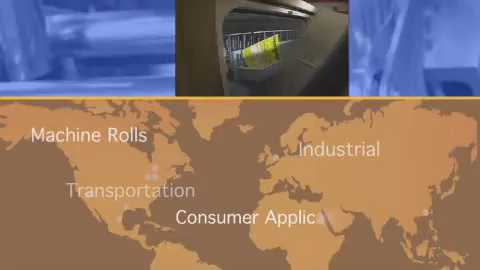 Machine Rolls
Industrial
Transportation
Consumer Applic